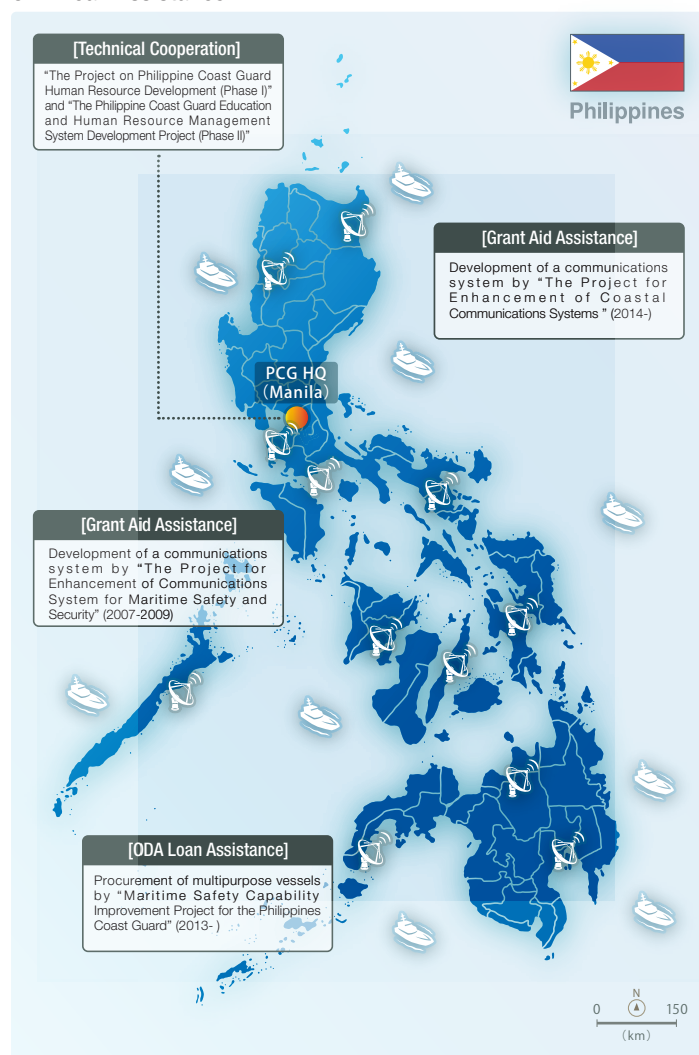 [Technical Cooperation]
“The Project on Philippine Coast Guard
Human Resource Development (Phase I)”
and “The Philippine Coast Guard Education
and Human Resource Management
System Development Project (Phase II)”
Philippines
[Grant Aid Assistance]
Development of a communications
system by “The Project for
Enhancement of Coastal
Communications Systems ” (2014-)
PCG HQ
(Manila)
[Grant Aid Assistance]
Development of a communications
system by “The Project for
Enhancement of Communications
System for Maritime Safety and
Security” (2007-2009)
[ODA Loan Assistance]
Procurement of multipurpose vessels
by “Maritime Safety Capability
Improvement Project for the Philippines
Coast Guard” (2013- )
N
0 150
(km)